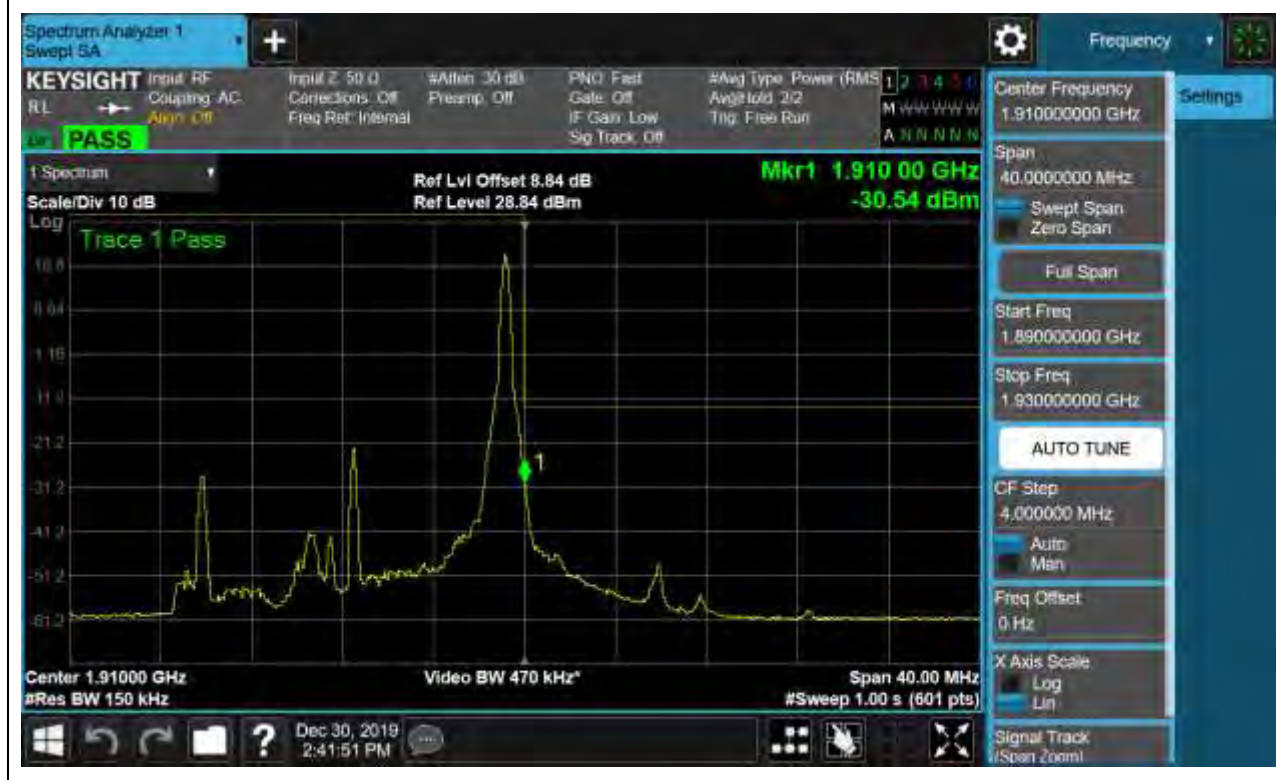 Spectrum Analyzer 1
Swept SA
Frequency
KEYSIGHT
RL
Input: RF
Coupling: AC
Align: Off
Input Z: 50 Ω
Corrections: Off
Freq Ref: Internal
#Atten: 30 dB
Preamp: Off
PNO: Fast
Gate: Off
IF Gain: Low
Sig Track: Off
#Avg Type: Power (RMS
Avg|Hold: 2/2
Trig: Free Run
1 2 3 4 5 6
M W W W W W
A N N N N N
PASS
1 Spectrum
Scale/Div 10 dB
Ref Lvl Offset 8.84 dB
Ref Level 28.84 dBm
Mkr1 1.910 00 GHz
-30.54 dBm
Log
Trace 1 Pass
18.8
8.84
-1.16
-11.2
-21.2
-31.2
-41.2
-51.2
-61.2
1
Center 1.91000 GHz
#Res BW 150 kHz
Video BW 470 kHz*
Span 40.00 MHz
#Sweep 1.00 s (601 pts)
Center Frequency
1.910000000 GHz
Settings
Span
40.0000000 MHz
Swept Span
Zero Span
Full Span
Start Freq
1.890000000 GHz
Stop Freq
1.930000000 GHz
AUTO TUNE
CF Step
4.000000 MHz
Auto
Man
Freq Offset
0 Hz
X Axis Scale
Log
Lin
Signal Track
(Span Zoom)
?
Dec 30, 2019
2:41:51 PM